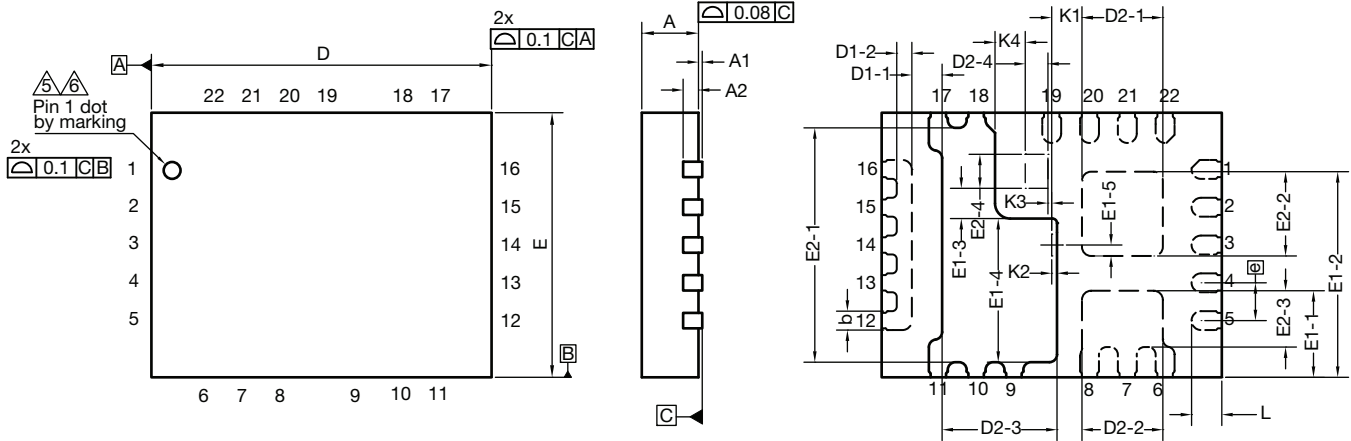 2x
⌓ 0.1 C A
A
D
5 6
Pin 1 dot
by marking
2x
⌓ 0.1 C B
22 21 20 19 18 17
1
2
3
4
5
16
15
14
13
12
E
B
6 7 8 9 10 11
⌓ 0.08 C
A
A1
A2
C
K1 D2-1
K4
D1-2
D2-4
D1-1
17 18 19 20 21 22
16
15
14
13
12
1
2
3
4
5
E2-1
E1-3
E2-4
K3
E1-5
E1-4
K2
b
E2-2
E1-2
e
E2-3
E1-1
11 10 9 8 7 6
L
D2-3
D2-2